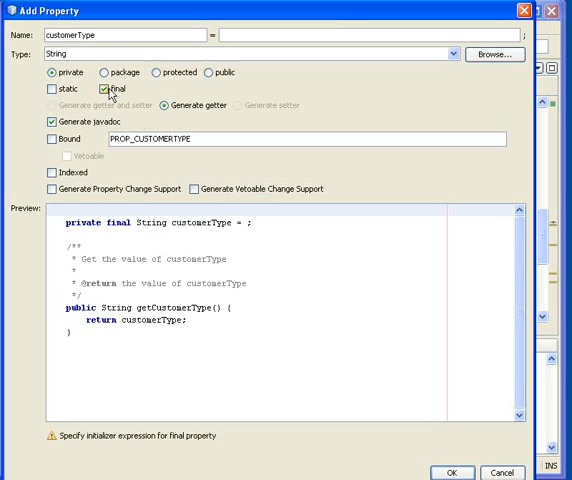 Add Property
Name: customerType = ;
Type: String Browse...
private package protected public
static final
Generate getter and setter Generate getter Generate setter
Generate javadoc
Bound PROP_CUSTOMERTYPE
Vetoable
Indexed
Generate Property Change Support Generate Vetoable Change Support
Preview:
private final String customerType = ;
/**
* Get the value of customerType
*
* @return the value of customerType
*/
public String getCustomerType() {
return customerType;
}
Specify initializer expression for final property
OK Cancel
INS